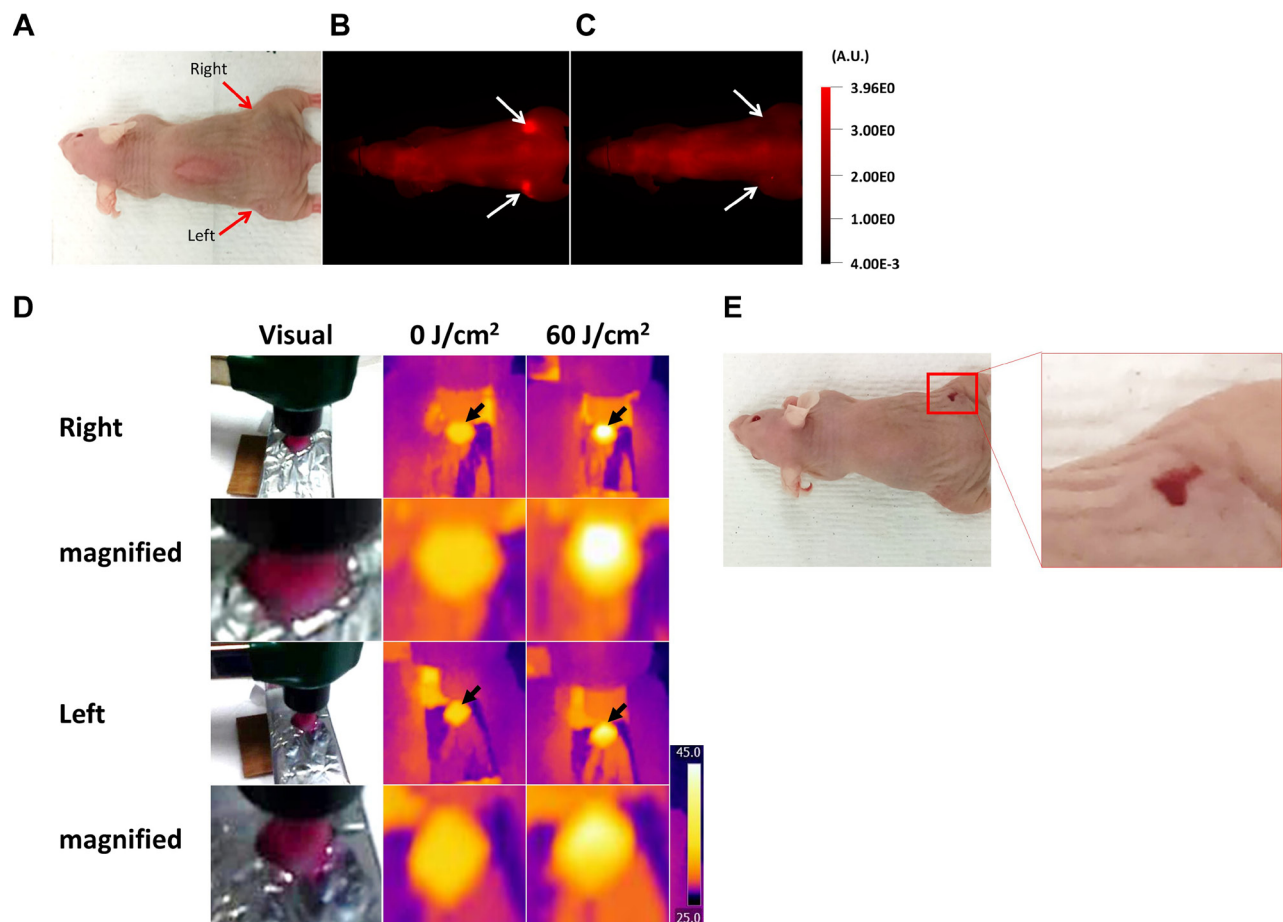 A
B
C
Right
Left
(A.U.)
3.96E0
3.00E0
2.00E0
1.00E0
4.00E-3
D
E
Visual
0 J/cm²
60 J/cm²
Right
magnified
Left
magnified
45.0
25.0